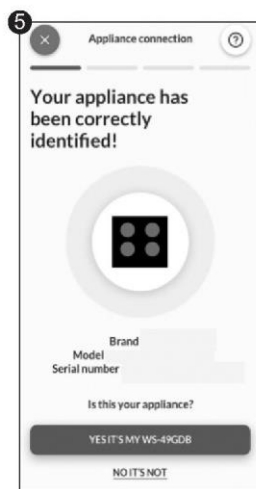 5
Appliance connection
?
Your appliance has
been correctly
identified!
Brand
Model
Serial number
Is this your appliance?
YES IT'S MY WS-49GDB
NO IT'S NOT